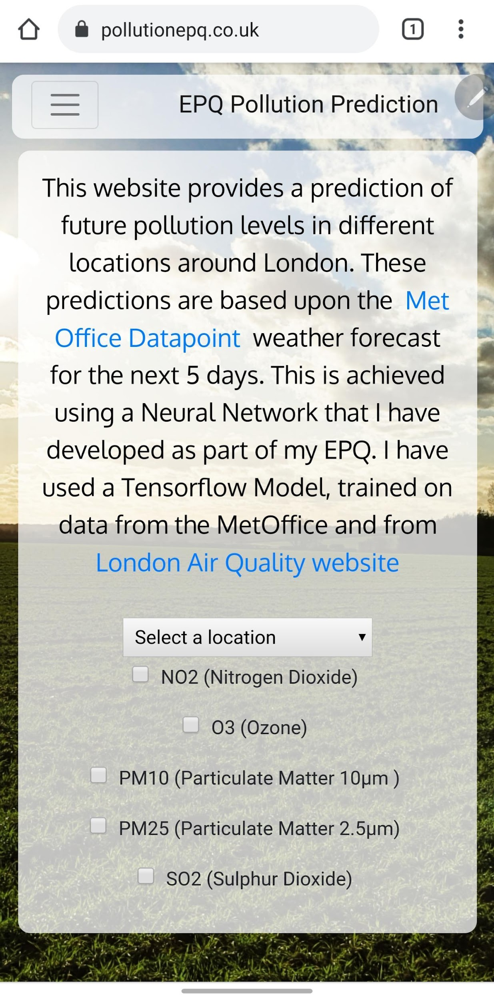 pollutionepq.co.uk
1
EPQ Pollution Prediction
This website provides a prediction of
future pollution levels in different
locations around London. These
predictions are based upon the Met
Office Datapoint weather forecast
for the next 5 days. This is achieved
using a Neural Network that I have
developed as part of my EPQ. I have
used a Tensorflow Model, trained on
data from the MetOffice and from
London Air Quality website
Select a location
NO2 (Nitrogen Dioxide)
O3 (Ozone)
PM10 (Particulate Matter 10µm )
PM25 (Particulate Matter 2.5µm)
SO2 (Sulphur Dioxide)